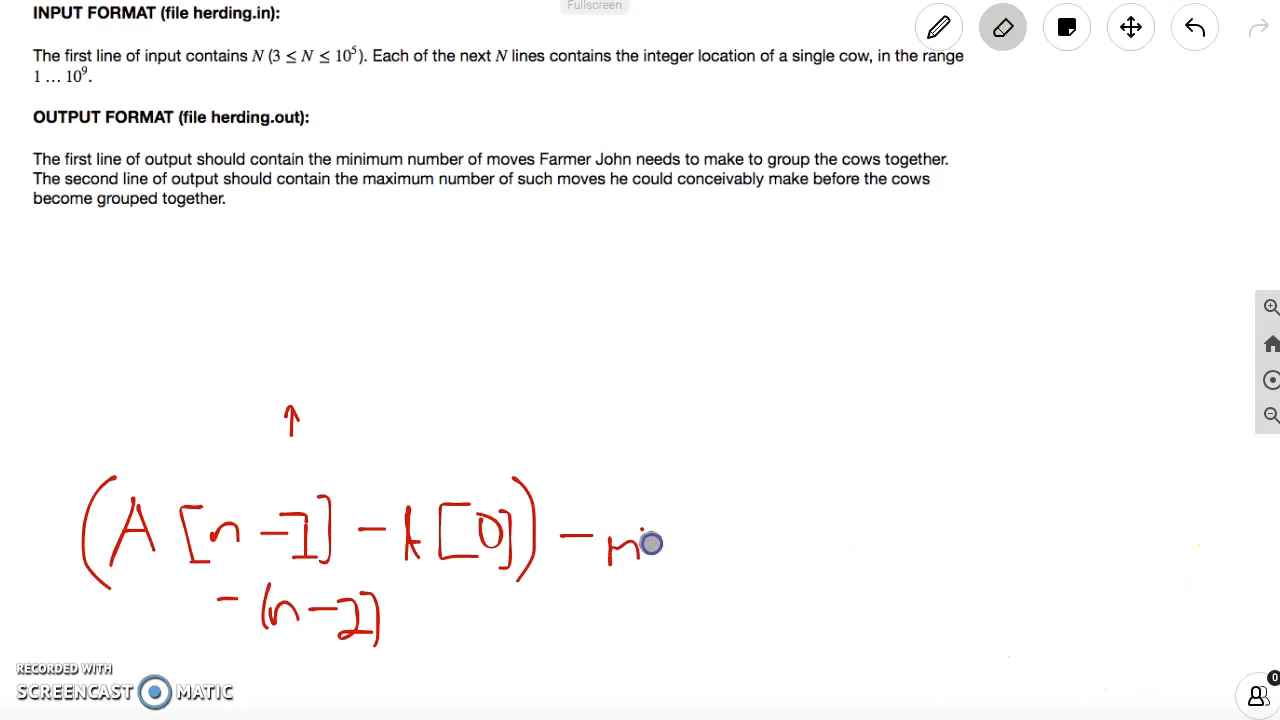 Fullscreen
INPUT FORMAT (file herding.in):
The first line of input contains N (3 ≤ N ≤ 10⁵). Each of the next N lines contains the integer location of a single cow, in the range
1 … 10⁹.
OUTPUT FORMAT (file herding.out):
The first line of output should contain the minimum number of moves Farmer John needs to make to group the cows together.
The second line of output should contain the maximum number of such moves he could conceivably make before the cows
become grouped together.
(A [n - 1] - A [0]) - mi
- (n - 2)
RECORDED WITH
SCREENCAST MATIC
0